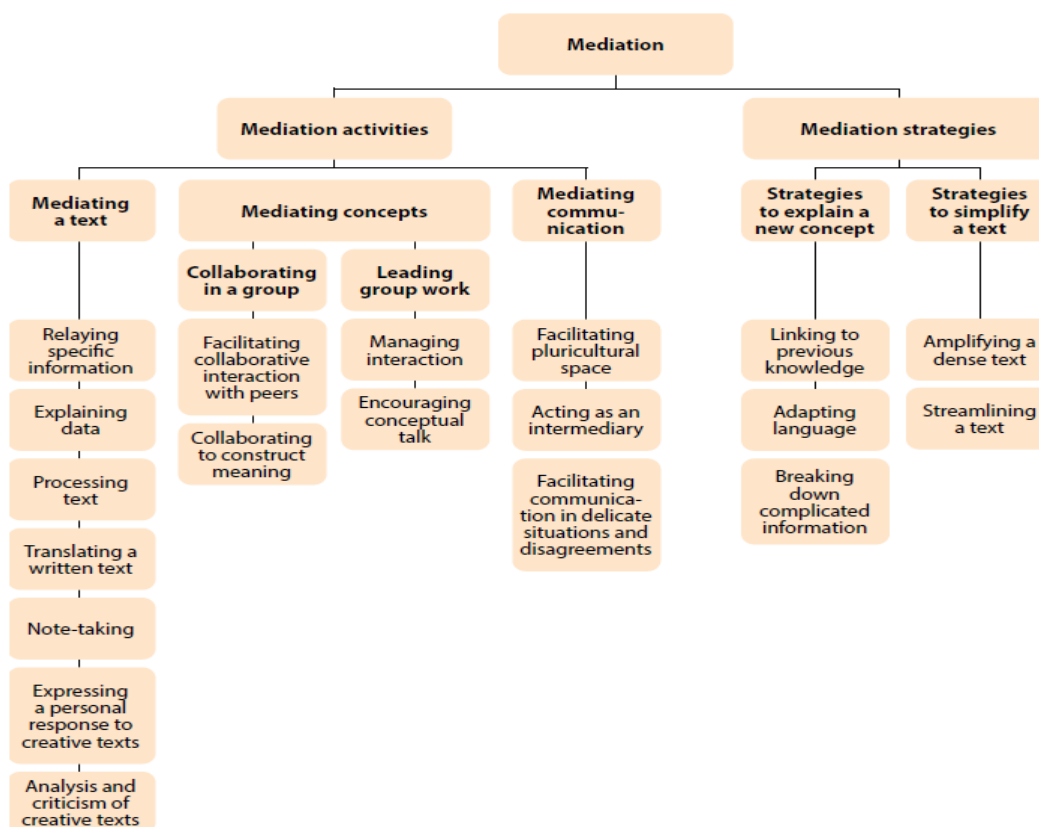 Mediation
Mediation activities
Mediation strategies
Mediating
a text
Mediating concepts
Mediating
commu-
nication
Strategies
to explain a
new concept
Strategies
to simplify
a text
Collaborating
in a group
Leading
group work
Relaying
specific
information
Explaining
data
Processing
text
Translating a
written text
Note-taking
Expressing
a personal
response to
creative texts
Analysis and
criticism of
creative texts
Facilitating
collaborative
interaction
with peers
Collaborating
to construct
meaning
Managing
interaction
Encouraging
conceptual
talk
Facilitating
pluricultural
space
Acting as an
intermediary
Facilitating
communica-
tion in delicate
situations and
disagreements
Linking to
previous
knowledge
Adapting
language
Breaking
down
complicated
information
Amplifying a
dense text
Streamlining
a text